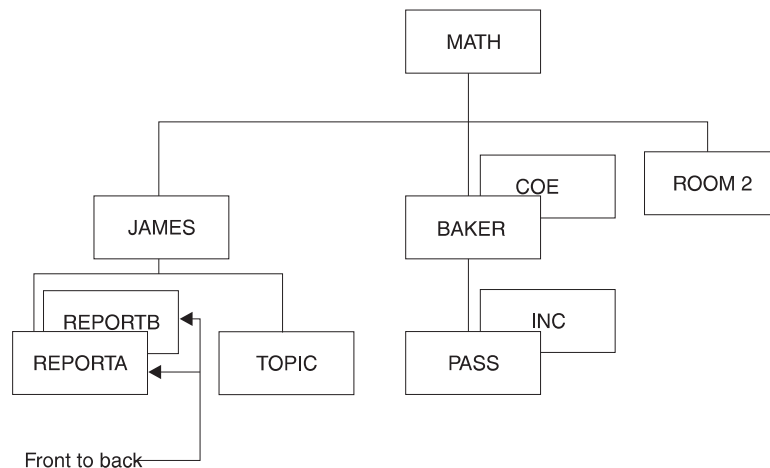 MATH
COE
ROOM 2
JAMES
BAKER
REPORTB
INC
REPORTA
TOPIC
PASS
Front to back